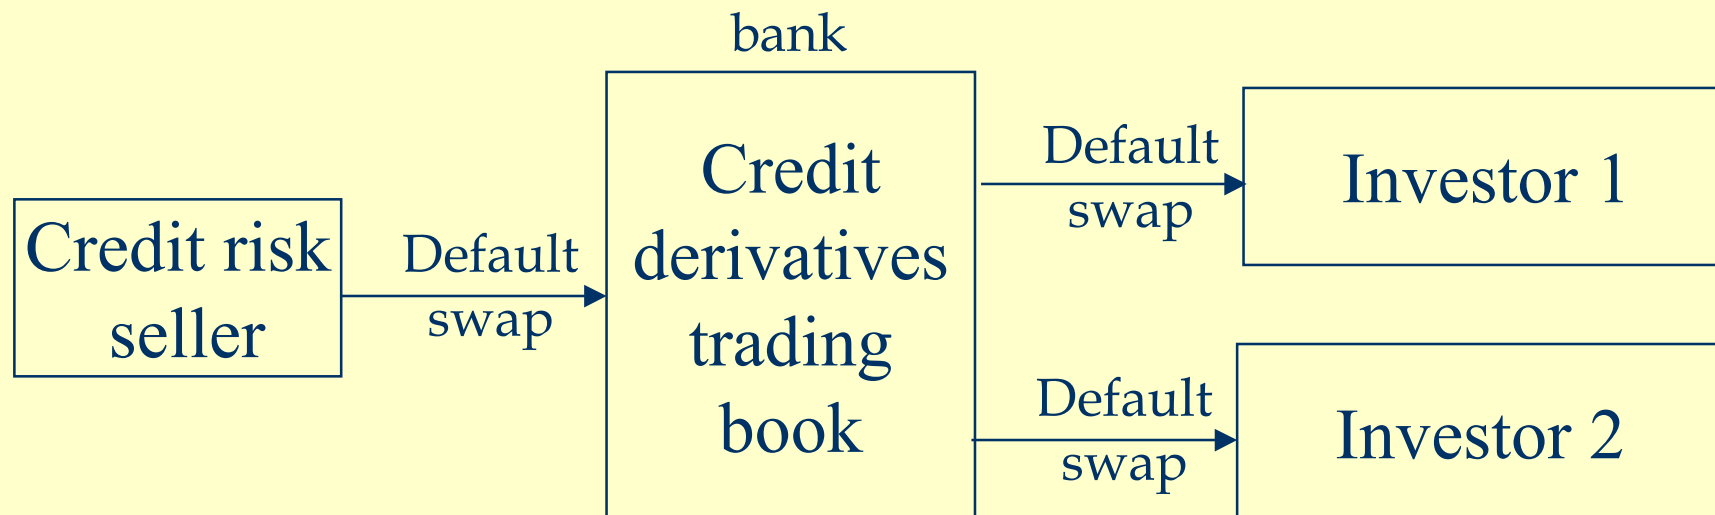 bank
Credit risk
seller
Default
swap
Credit
derivatives
trading
book
Default
swap
Investor 1
Default
swap
Investor 2